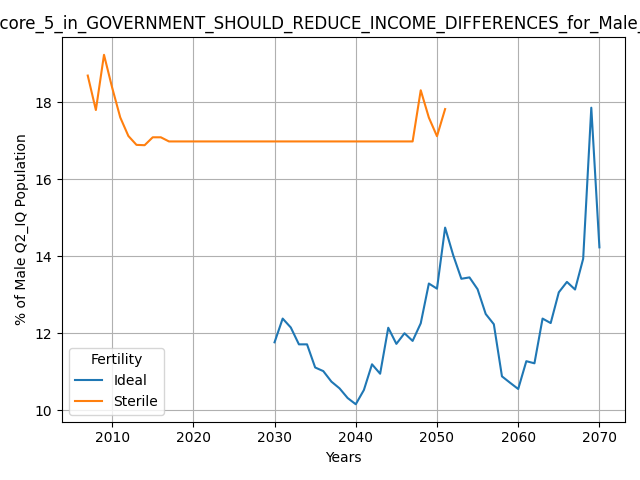 core_5_in_GOVERNMENT_SHOULD_REDUCE_INCOME_DIFFERENCES_for_Male_
% of Male Q2_IQ Population
18
16
14
12
10
Fertility
Ideal
Sterile
2010 2020 2030 2040 2050 2060 2070
Years